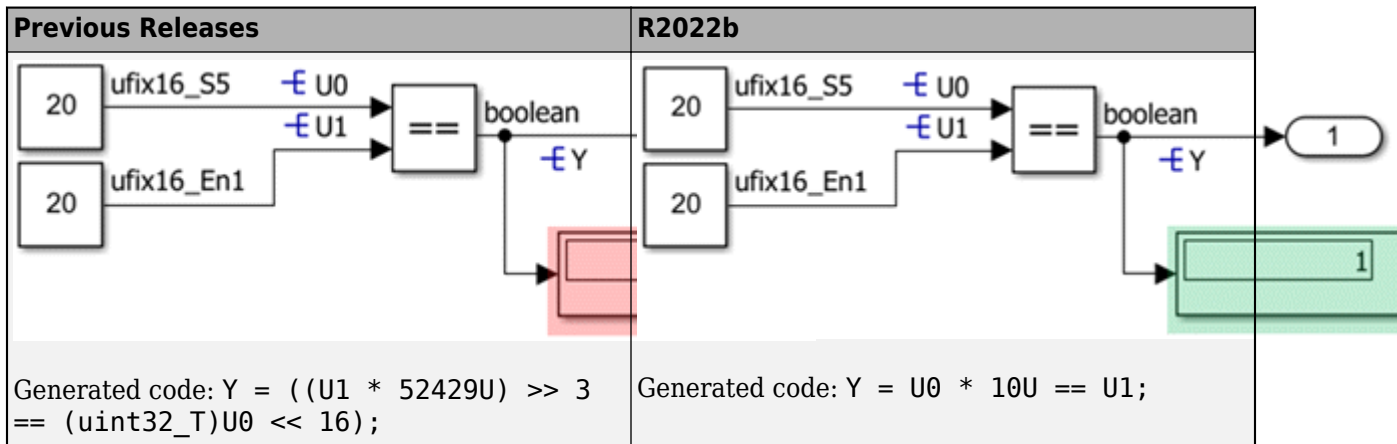 Previous Releases
R2022b
20
ufix16_S5
U0
U1
==
boolean
Y
20
ufix16_En1
20
ufix16_S5
U0
U1
==
boolean
Y
1
20
ufix16_En1
1
Generated code: Y = ((U1 * 52429U) >> 3
== (uint32_T)U0 << 16);
Generated code: Y = U0 * 10U == U1;